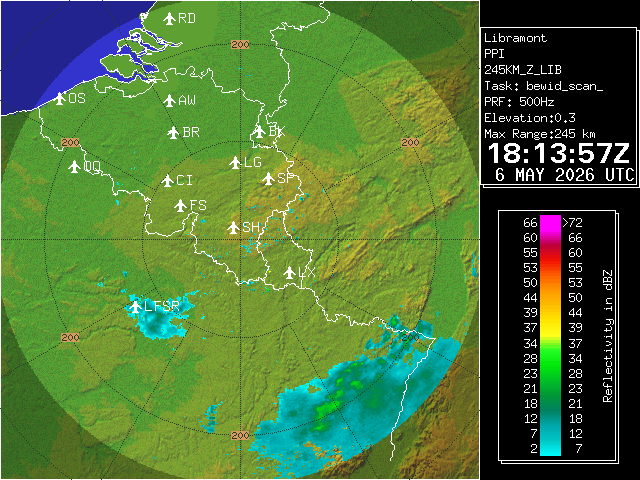 RD
200
OS
AW
BR
BK
200
200
QQ
LG
CI
SP
FS
SH
LX
LFSR
200
200
200
Libramont
PPI
245KM_Z_LIB
Task: bewid_scan_
PRF: 500Hz
Elevation:0.3
Max Range:245 km
18:13:57Z
6 MAY 2026 UTC
66 >72
60 66
55 60
53 55
50 53
44 50
39 44
37 39
34 37
28 34
23 28
21 23
18 21
12 18
7 12
2 7
Reflectivity in dBZ